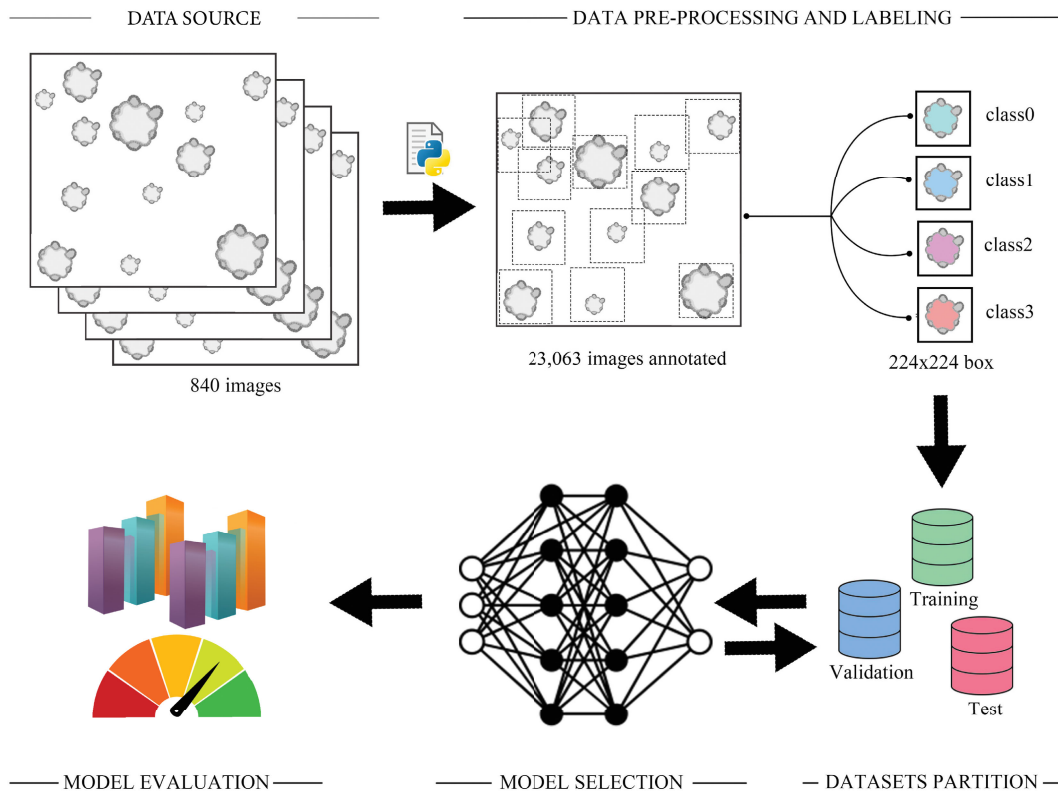 DATA SOURCE
DATA PRE-PROCESSING AND LABELING
class0
class1
class2
class3
840 images
23,063 images annotated
224x224 box
Training
Validation
Test
MODEL EVALUATION
MODEL SELECTION
DATASETS PARTITION